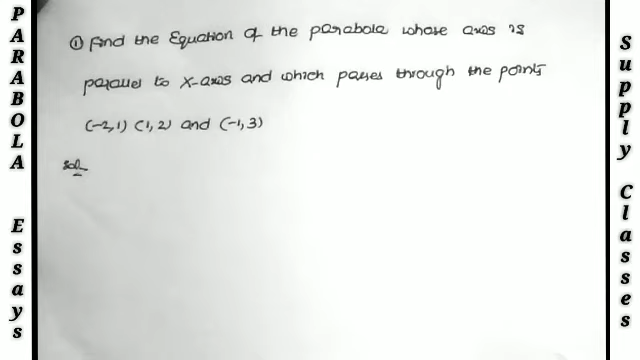 PARABOLA Essays
① Find the Equation of the parabola whose axis is
parallel to X-axis and which passes through the points
(-2,1) (1,2) and (-1,3)
Sol
Supply Classes